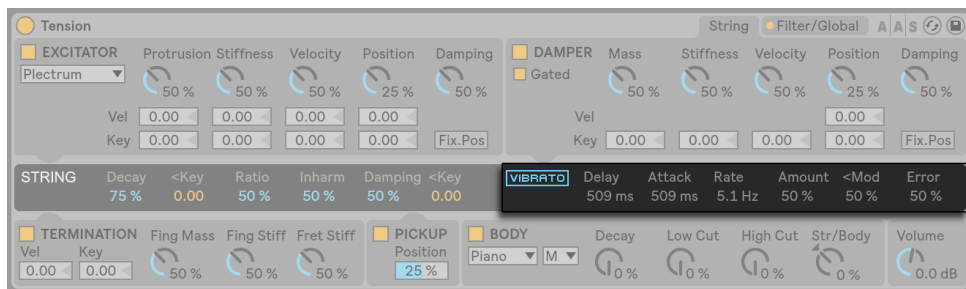 Tension String Filter/Global A A S
EXCITATOR Protrusion Stiffness Velocity Position Damping
Plectrum
50 % 50 % 50 % 25 % 50 %
Vel 0.00 0.00 0.00 0.00
Key 0.00 0.00 0.00 0.00 Fix.Pos
DAMPER Mass Stiffness Velocity Position Damping
Gated
50 % 50 % 50 % 25 % 50 %
Vel 0.00
Key 0.00 0.00 0.00 0.00 Fix.Pos
STRING Decay <Key Ratio Inharm Damping <Key
75 % 0.00 50 % 50 % 50 % 0.00
VIBRATO Delay Attack Rate Amount <Mod Error
509 ms 509 ms 5.1 Hz 50 % 50 % 50 %
TERMINATION Fing Mass Fing Stiff Fret Stiff
Vel Key
0.00 0.00 50 % 50 % 50 %
PICKUP
Position
25 %
BODY Decay Low Cut High Cut Str/Body
Piano M
0 % 0 % 0 % 0 %
Volume
0.0 dB